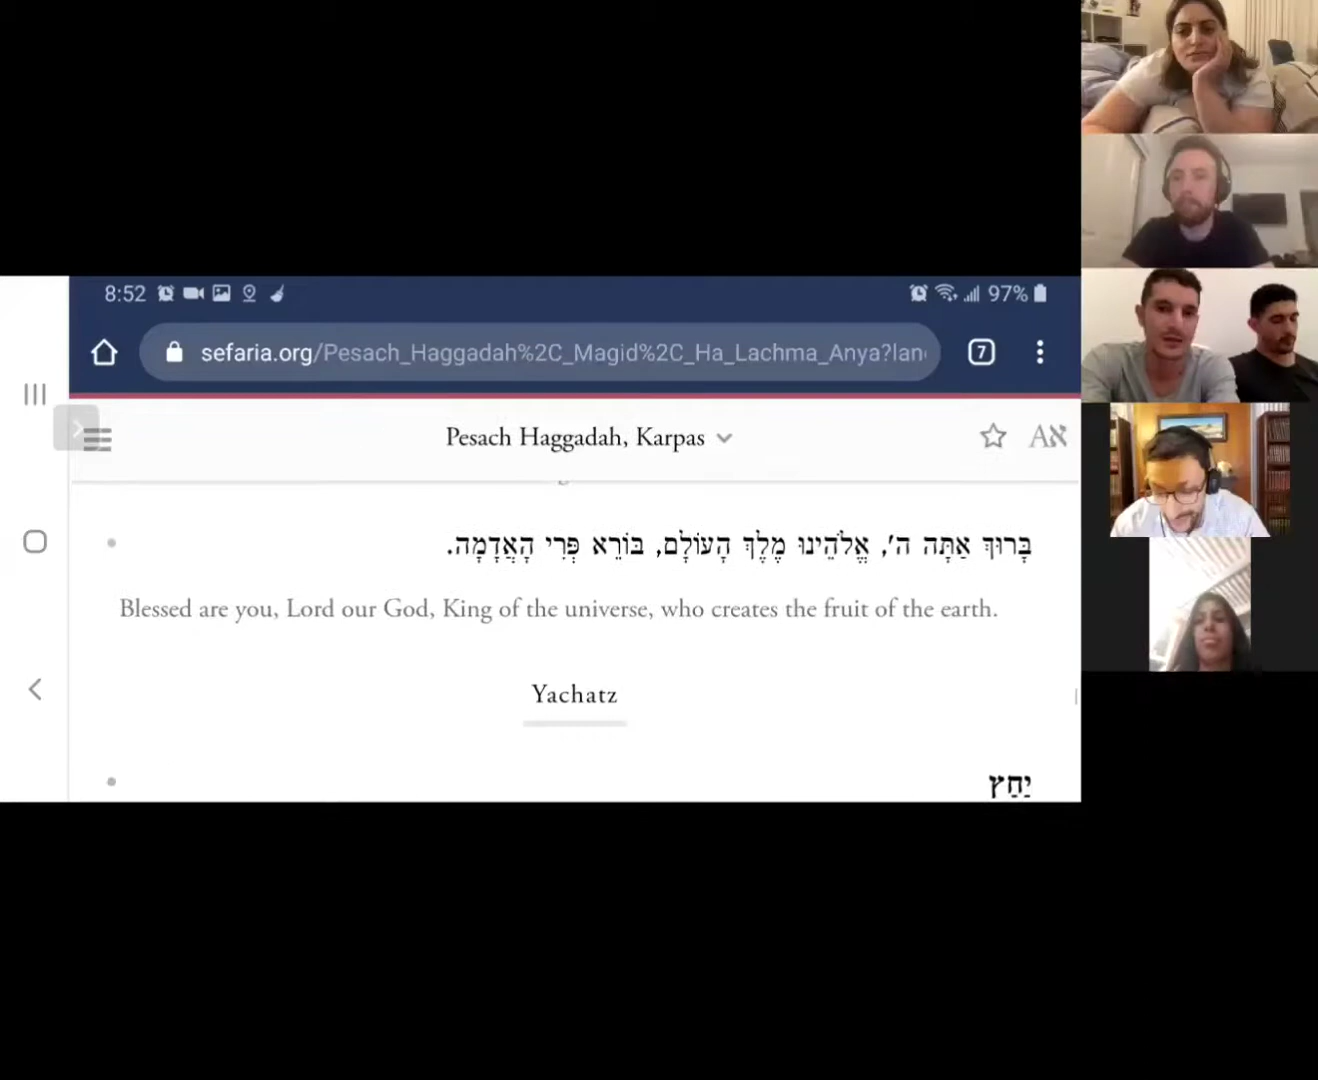 8:52
97%
sefaria.org/Pesach_Haggadah%2C_Magid%2C_Ha_Lachma_Anya?lan
7
Pesach Haggadah, Karpas
Aא
בָּרוּךְ אַתָּה ה', אֱלֹהֵינוּ מֶלֶךְ הָעוֹלָם, בּוֹרֵא פְּרִי הָאֲדָמָה.
Blessed are you, Lord our God, King of the universe, who creates the fruit of the earth.
Yachatz
יַחַץ